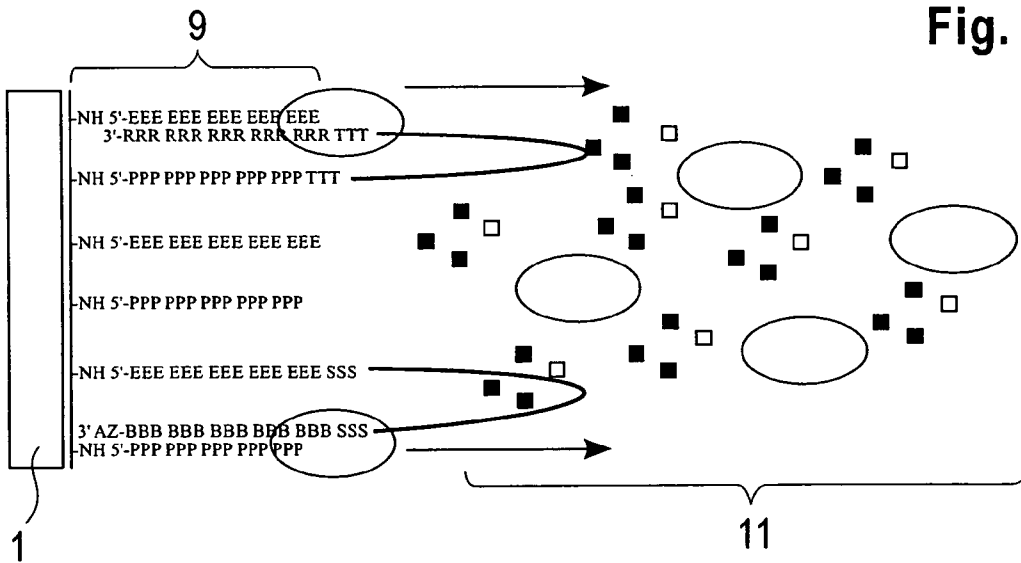 Fig.
9
NH 5'-EEE EEE EEE EEE EEE
3'-RRR RRR RRR RRR RRR TTT
NH 5'-PPP PPP PPP PPP PPP TTT
NH 5'-EEE EEE EEE EEE EEE
NH 5'-PPP PPP PPP PPP PPP
NH 5'-EEE EEE EEE EEE EEE SSS
3' AZ-BBB BBB BBB BBB BBB SSS
NH 5'-PPP PPP PPP PPP PPP
1
11